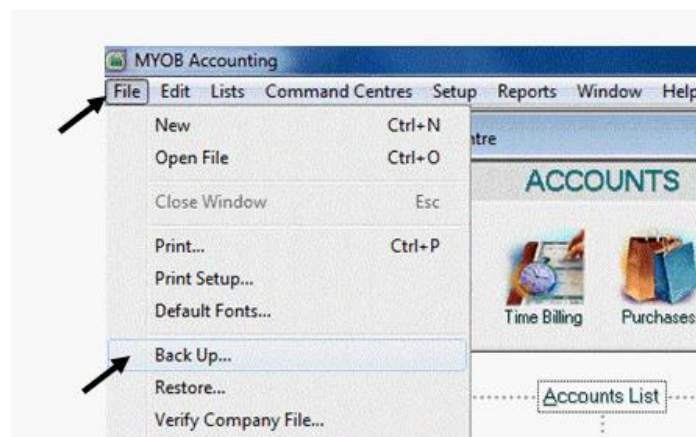 MYOB Accounting
File Edit Lists Command Centres Setup Reports Window Help
New Ctrl+N
Open File Ctrl+O
Close Window Esc
Print... Ctrl+P
Print Setup...
Default Fonts...
Back Up...
Restore...
Verify Company File...
ntre
ACCOUNTS
Time Billing Purchases
Accounts List